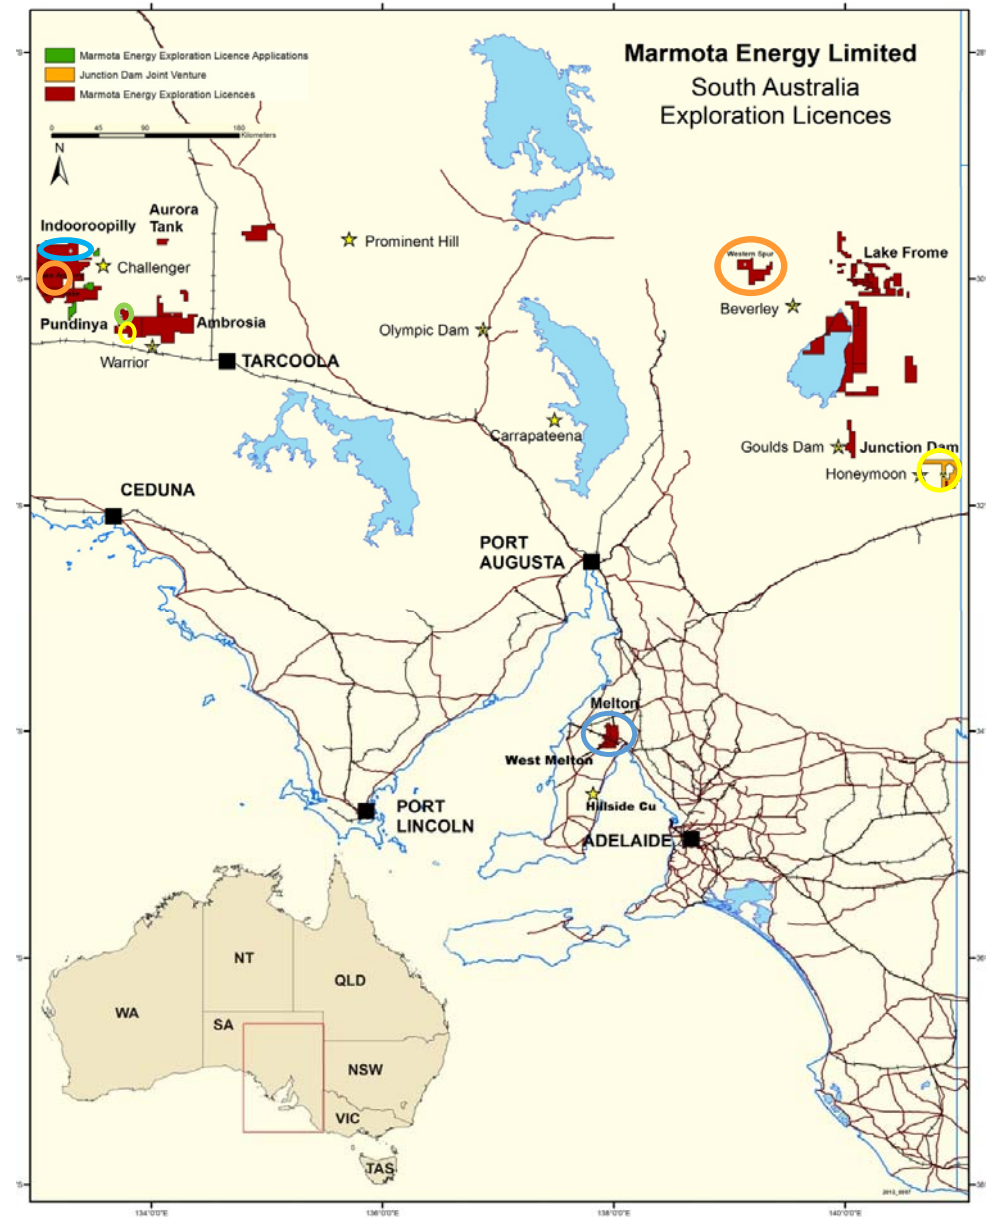 Marmota Energy Limited
South Australia
Exploration Licences
Marmota Energy Exploration Licence Applications
Junction Dam Joint Venture
Marmota Energy Exploration Licences
0 45 90 180
Kilometers
N
Indooroopilly
Aurora
Tank
Prominent Hill
Challenger
Western Spur
Lake Frome
Beverley
Pundinya
Ambrosia
Olympic Dam
Warrior
TARCOOLA
Carrapateena
Goulds Dam
Junction Dam
Honeymoon
CEDUNA
PORT
AUGUSTA
Melton
West Melton
Hillside Cu
PORT
LINCOLN
ADELAIDE
NT
QLD
WA
SA
NSW
VIC
TAS
2013_0097
134°0'0"E
136°0'0"E
138°0'0"E
140°0'0"E